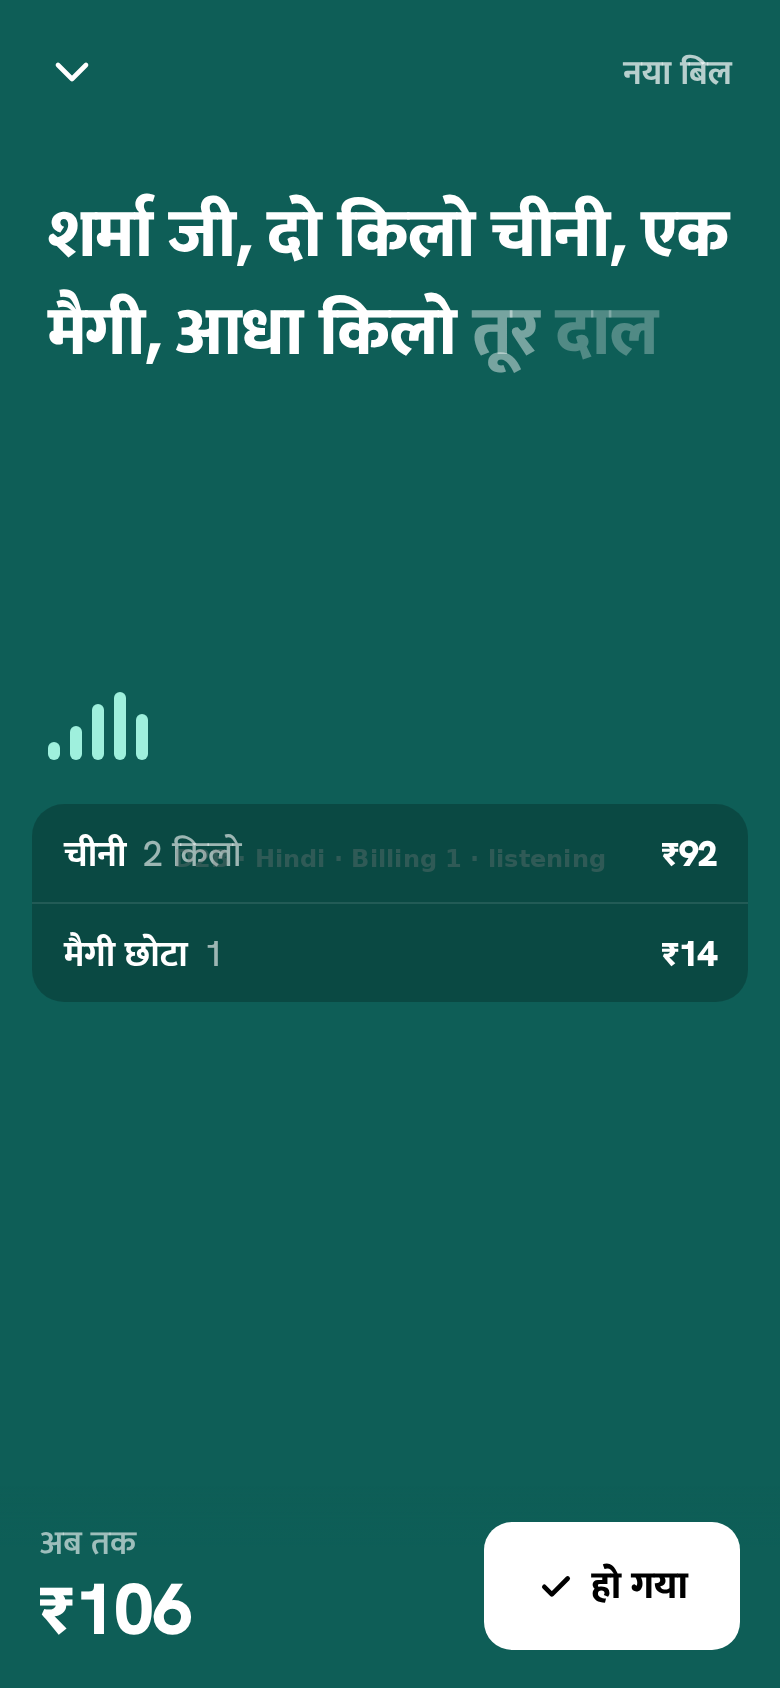 नया बिल
शर्मा जी, दो किलो चीनी, एक
मैगी, आधा किलो तूर दाल
चीनी 2 किलो ₹92
Hindi · Billing 1 · listening
मैगी छोटा 1 ₹14
अब तक
₹106
हो गया